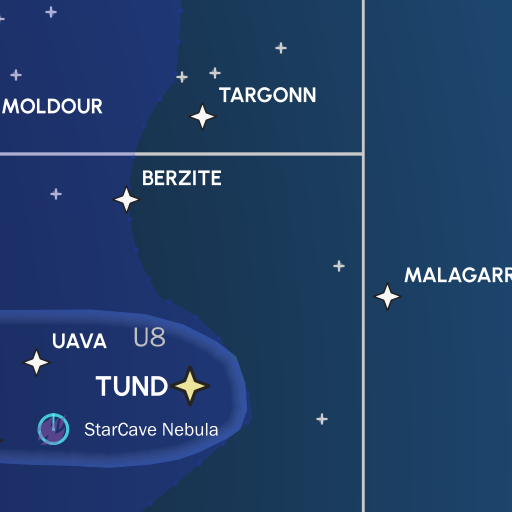 TARGONN
MOLDOUR
BERZITE
MALAGARR
UAVA
U8
TUND
StarCave Nebula